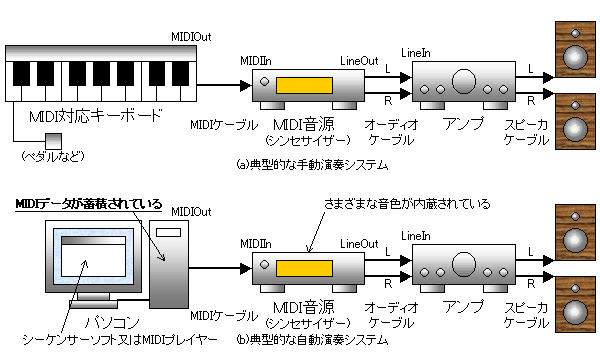 MIDIOut
MIDIIn
LineOut
LineIn
L
R
L
R
MIDI対応キーボード
(ペダルなど)
MIDIケーブル
MIDI音源
(シンセサイザー)
オーディオ
ケーブル
アンプ
スピーカ
ケーブル
(a)典型的な手動演奏システム
MIDIデータが蓄積されている
さまざまな音色が内蔵されている
MIDIOut
MIDIIn
LineOut
LineIn
L
R
L
R
パソコン
シーケンサーソフト又はMIDIプレイヤー
MIDIケーブル
MIDI音源
(シンセサイザー)
オーディオ
ケーブル
アンプ
スピーカ
ケーブル
(b)典型的な自動演奏システム